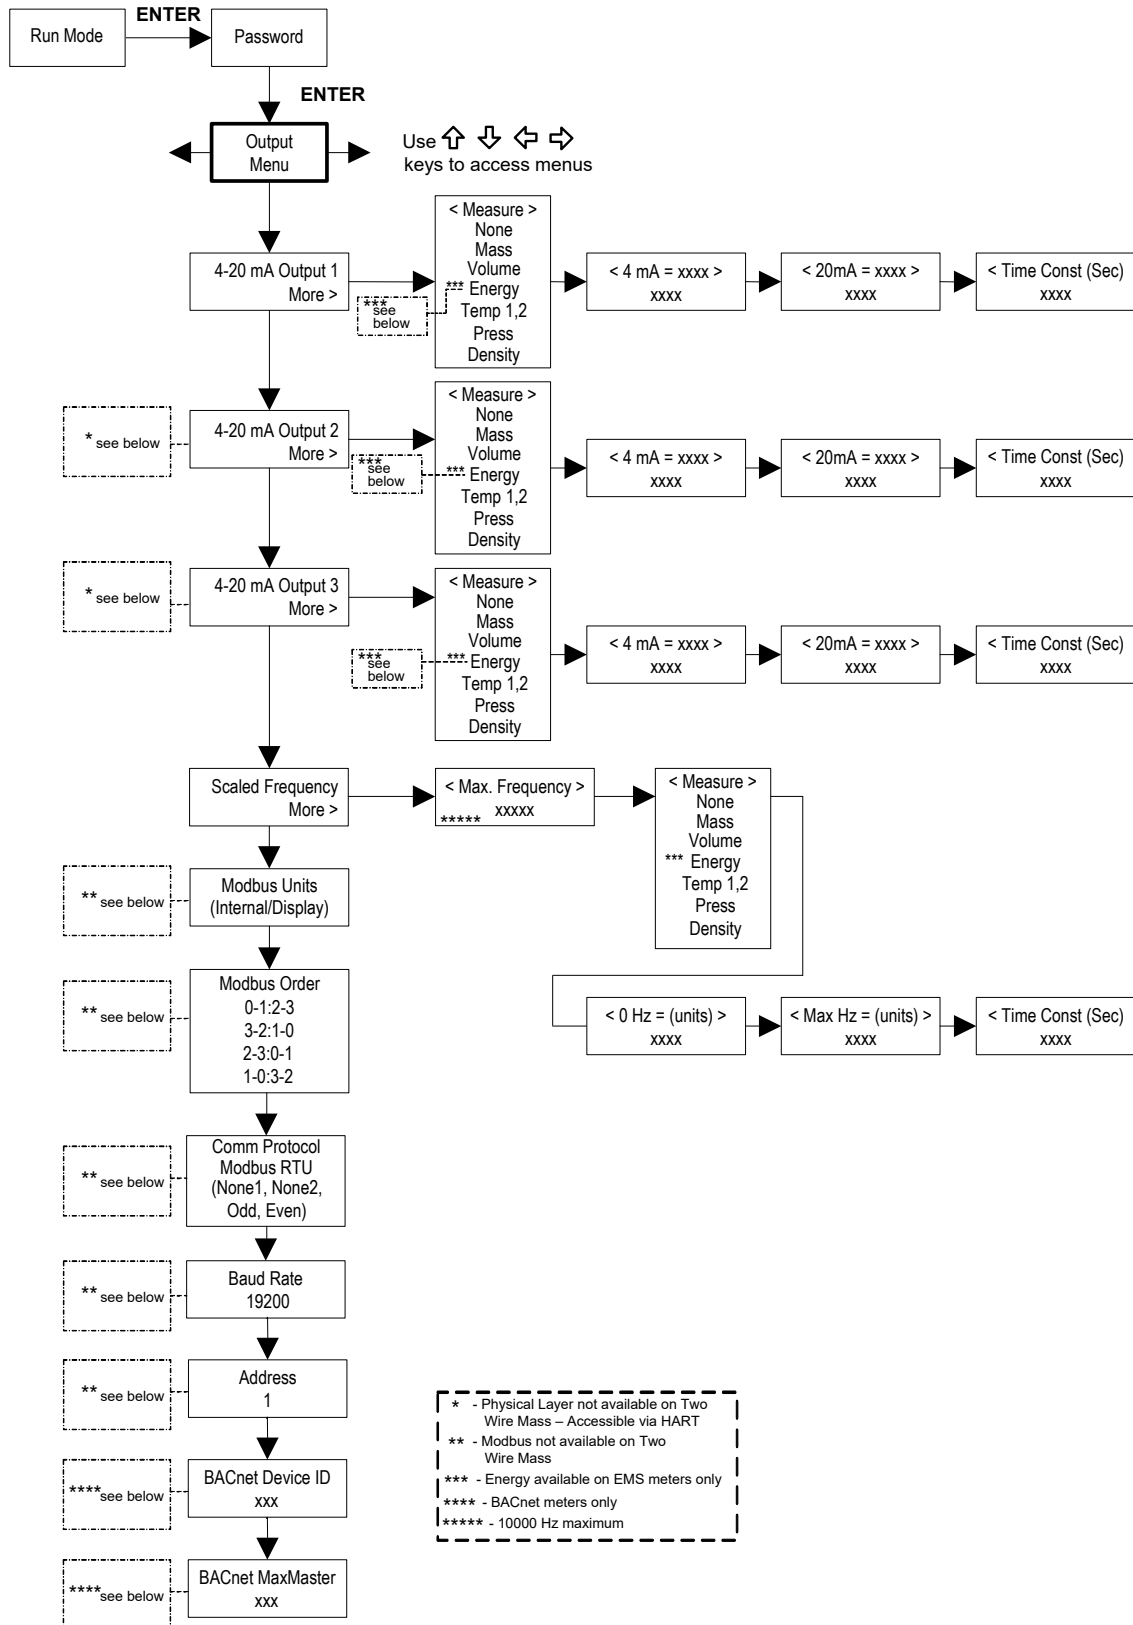 Run Mode
ENTER
Password
ENTER
Output
Menu
Use
keys to access menus
4-20 mA Output 1
More >
***
see
below
< Measure >
None
Mass
Volume
*** Energy
Temp 1,2
Press
Density
< 4 mA = xxxx >
xxxx
< 20mA = xxxx >
xxxx
< Time Const (Sec)
xxxx
* see below
4-20 mA Output 2
More >
***
see
below
< Measure >
None
Mass
Volume
*** Energy
Temp 1,2
Press
Density
< 4 mA = xxxx >
xxxx
< 20mA = xxxx >
xxxx
< Time Const (Sec)
xxxx
* see below
4-20 mA Output 3
More >
***
see
below
< Measure >
None
Mass
Volume
*** Energy
Temp 1,2
Press
Density
< 4 mA = xxxx >
xxxx
< 20mA = xxxx >
xxxx
< Time Const (Sec)
xxxx
Scaled Frequency
More >
< Max. Frequency >
***** xxxxx
< Measure >
None
Mass
Volume
*** Energy
Temp 1,2
Press
Density
< 0 Hz = (units) >
xxxx
< Max Hz = (units) >
xxxx
< Time Const (Sec)
xxxx
** see below
Modbus Units
(Internal/Display)
** see below
Modbus Order
0-1:2-3
3-2:1-0
2-3:0-1
1-0:3-2
** see below
Comm Protocol
Modbus RTU
(None1, None2,
Odd, Even)
** see below
Baud Rate
19200
** see below
Address
1
****see below
BACnet Device ID
xxx
****see below
BACnet MaxMaster
xxx
* - Physical Layer not available on Two
Wire Mass – Accessible via HART
** - Modbus not available on Two
Wire Mass
*** - Energy available on EMS meters only
**** - BACnet meters only
***** - 10000 Hz maximum